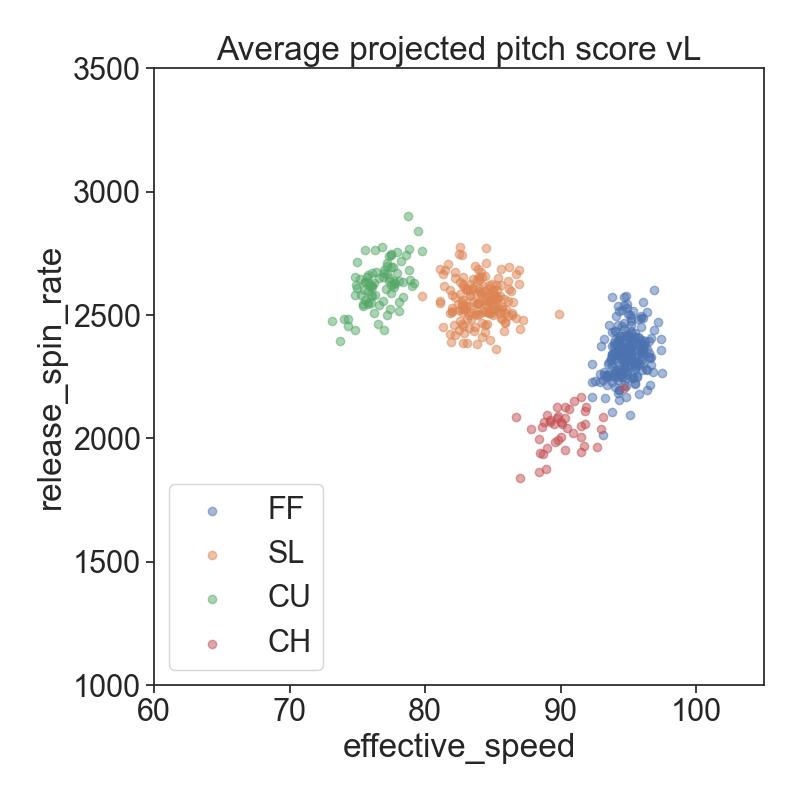 Average projected pitch score vL
3500
3000
2500
2000
1500
1000
release_spin_rate
FF
SL
CU
CH
60 70 80 90 100
effective_speed